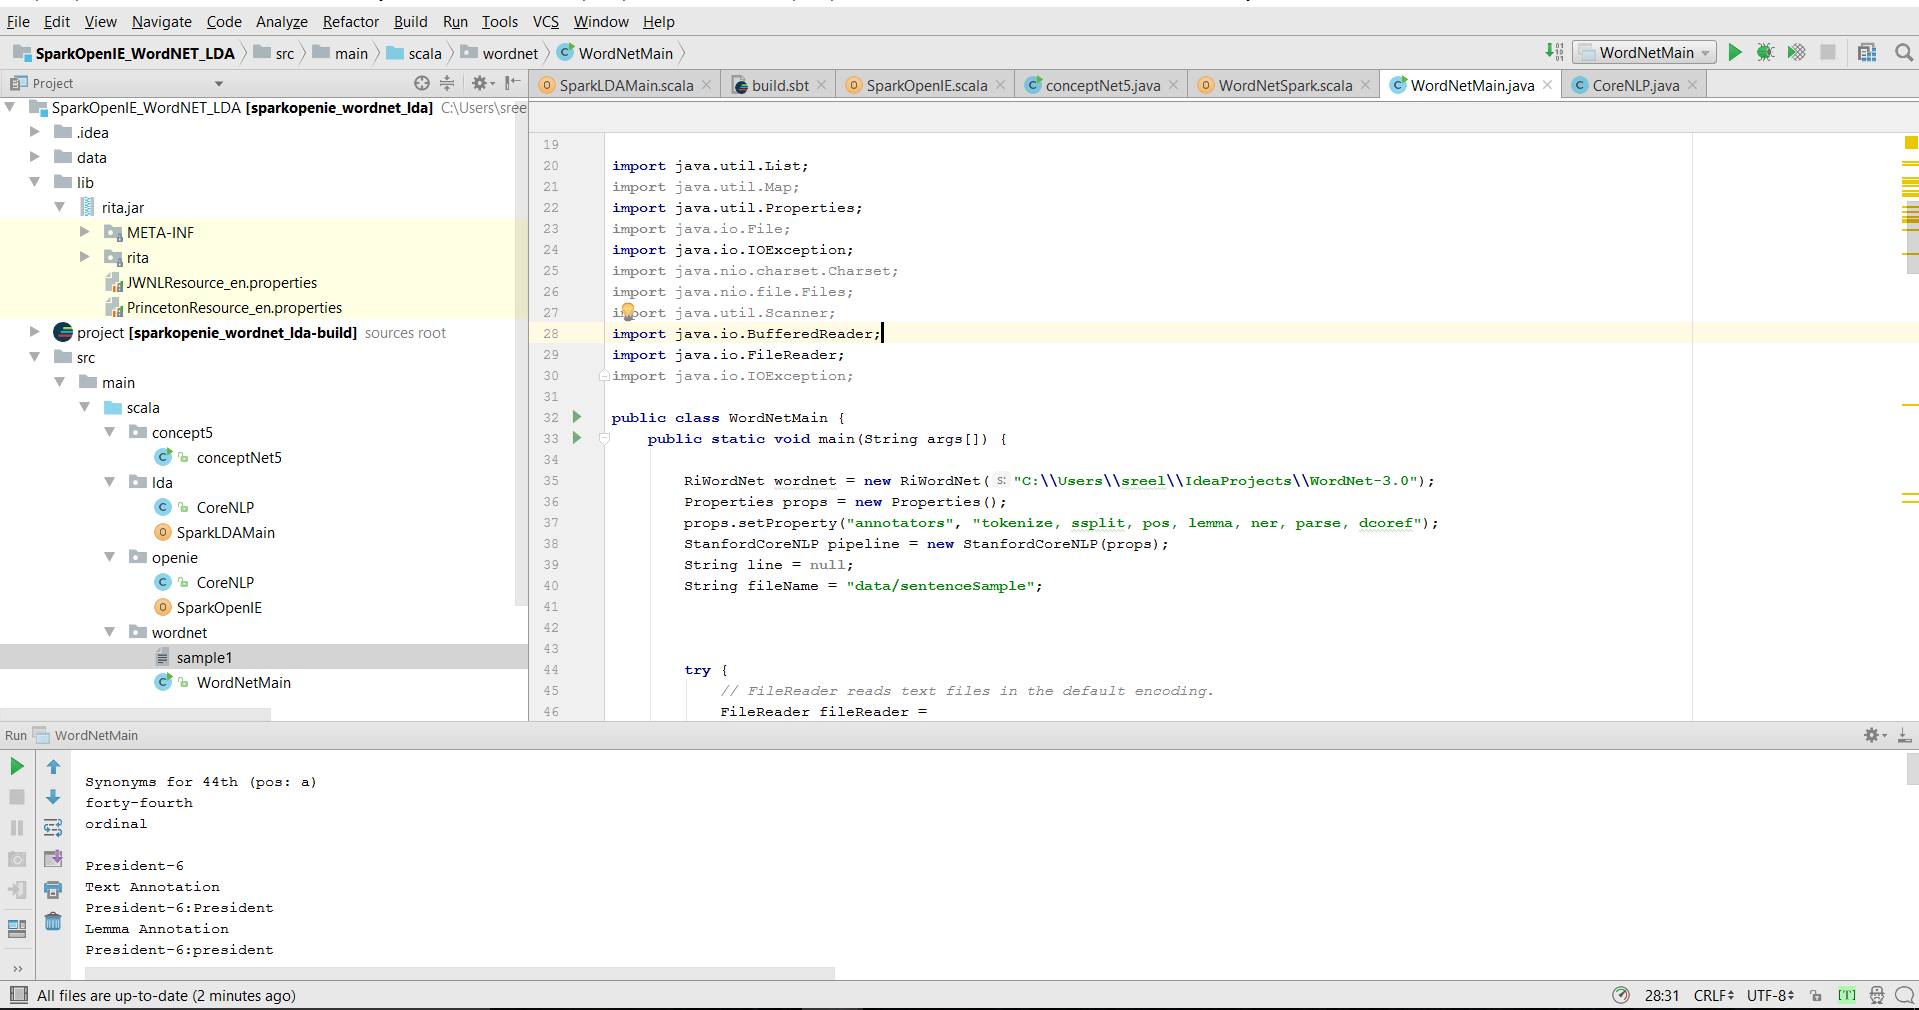 File Edit View Navigate Code Analyze Refactor Build Run Tools VCS Window Help
SparkOpenIE_WordNET_LDA src main scala wordnet WordNetMain
WordNetMain
Project
SparkLDAMain.scala build.sbt SparkOpenIE.scala conceptNet5.java WordNetSpark.scala WordNetMain.java CoreNLP.java
SparkOpenIE_WordNET_LDA [sparkopenie_wordnet_lda] C:\Users\sree
.idea
data
lib
rita.jar
META-INF
rita
JWNLResource_en.properties
PrincetonResource_en.properties
project [sparkopenie_wordnet_lda-build] sources root
src
main
scala
concept5
conceptNet5
lda
CoreNLP
SparkLDAMain
openie
CoreNLP
SparkOpenIE
wordnet
sample1
WordNetMain
19
20 import java.util.List;
21 import java.util.Map;
22 import java.util.Properties;
23 import java.io.File;
24 import java.io.IOException;
25 import java.nio.charset.Charset;
26 import java.nio.file.Files;
27 import java.util.Scanner;
28 import java.io.BufferedReader;
29 import java.io.FileReader;
30 import java.io.IOException;
31
32 public class WordNetMain {
33 public static void main(String args[]) {
34
35 RiWordNet wordnet = new RiWordNet( s: "C:\\Users\\sreel\\IdeaProjects\\WordNet-3.0");
36 Properties props = new Properties();
37 props.setProperty("annotators", "tokenize, ssplit, pos, lemma, ner, parse, dcoref");
38 StanfordCoreNLP pipeline = new StanfordCoreNLP(props);
39 String line = null;
40 String fileName = "data/sentenceSample";
41
42
43
44 try {
45 // FileReader reads text files in the default encoding.
46 FileReader fileReader =
Run WordNetMain
Synonyms for 44th (pos: a)
forty-fourth
ordinal
President-6
Text Annotation
President-6:President
Lemma Annotation
President-6:president
All files are up-to-date (2 minutes ago)
28:31 CRLF UTF-8 [T]